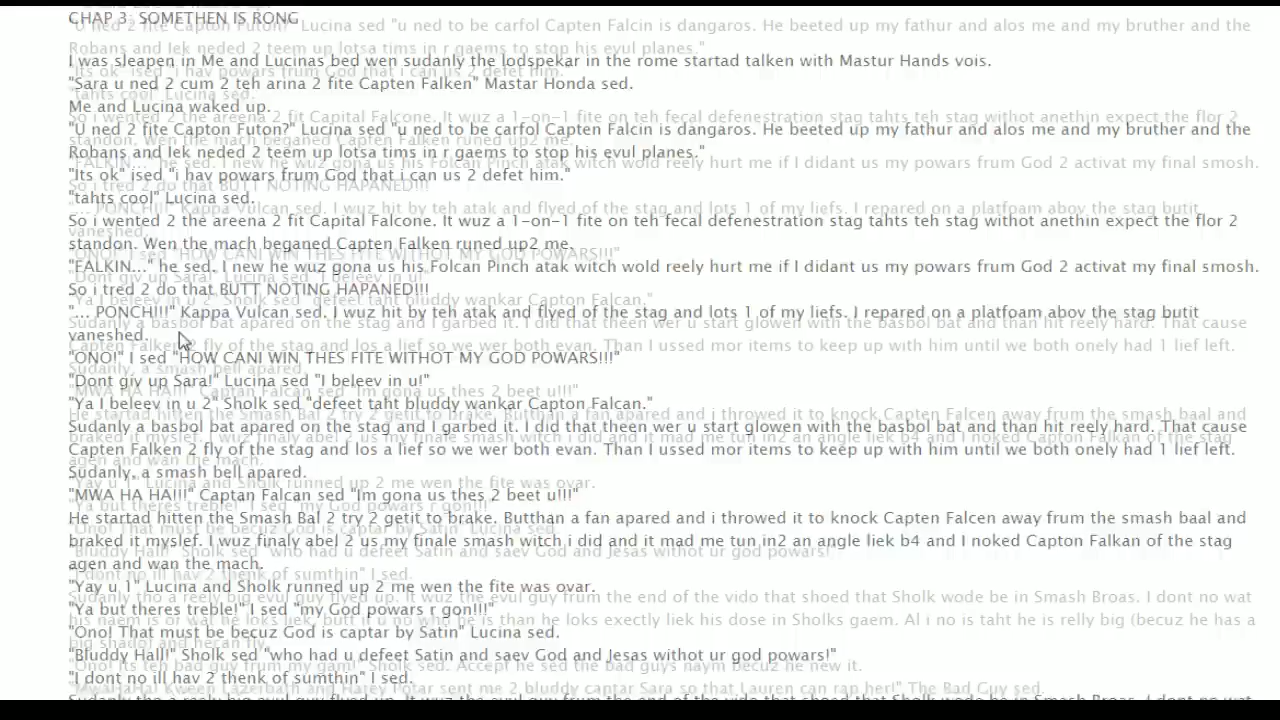 CHAP 3: SOMETHEN IS RONG
I was sleapen in Me and Lucinas bed wen sudanly the lodspekar in the rome startad talken with Mastur Hands vois.
"Sara u ned 2 cum 2 teh arina 2 fite Capten Falken" Mastar Honda sed.
Me and Lucina waked up.
"U ned 2 fite Capton Futon?" Lucina sed "u ned to be carfol Capten Falcin is dangaros. He beeted up my fathur and alos me and my bruther and the
Robans and lek neded 2 teem up lotsa tims in r gaems to stop his evul planes."
"Its ok" ised "i hav powars frum God that i can us 2 defet him."
"tahts cool" Lucina sed.
So i wented 2 the areena 2 fit Capital Falcone. It wuz a 1-on-1 fite on teh fecal defenestration stag tahts teh stag withot anethin expect the flor 2
standon. Wen the mach beganed Capten Falken runed up2 me.
"FALKIN..." he sed. I new he wuz gona us his Folcan Pinch atak witch wold reely hurt me if I didant us my powars frum God 2 activat my final smosh.
So i tred 2 do that BUTT NOTING HAPANED!!!
"... PONCH!!!" Kappa Vulcan sed. I wuz hit by teh atak and flyed of the stag and lots 1 of my liefs. I repared on a platfoam abov the stag butit
vaneshed.
"ONO!" I sed "HOW CANI WIN THES FITE WITHOT MY GOD POWARS!!!"
"Dont giv up Sara!" Lucina sed "I beleev in u!"
"Ya I beleev in u 2" Sholk sed "defeet taht bluddy wankar Capton Falcan."
Sudanly a basbol bat apared on the stag and I garbed it. I did that theen wer u start glowen with the basbol bat and than hit reely hard. That cause
Capten Falken 2 fly of the stag and los a lief so we wer both evan. Than I ussed mor items to keep up with him until we both onely had 1 lief left.
Sudanly, a smash bell apared.
"MWA HA HA!!!" Captan Falcan sed "Im gona us thes 2 beet u!!!"
He startad hitten the Smash Bal 2 try 2 getit to brake. Butthan a fan apared and i throwed it to knock Capten Falcen away frum the smash baal and
braked it myslef. I wuz finaly abel 2 us my finale smash witch i did and it mad me tun in2 an angle liek b4 and I noked Capton Falkan of the stag
agen and wan the mach.
"Yay u 1" Lucina and Sholk runned up 2 me wen the fite was ovar.
"Ya but theres treble!" I sed "my God powars r gon!!!"
"Ono! That must be becuz God is captar by Satin" Lucina sed.
"Bluddy Hall!" Sholk sed "who had u defeet Satin and saev God and Jesas withot ur god powars!"
"I dont no ill hav 2 thenk of sumthin" I sed.